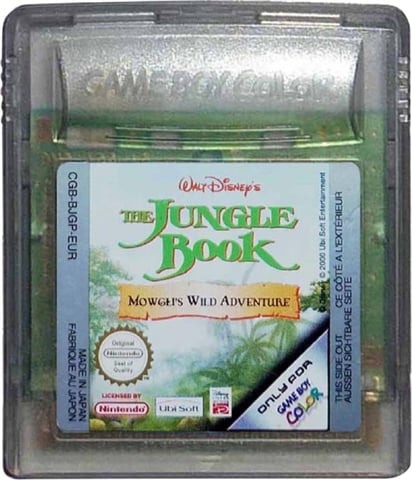 GAME BOY COLOR
CGB-BJGP-EUR
WALT DISNEY'S
THE JUNGLE
BOOK
MOWGLI'S WILD ADVENTURE
Original
Nintendo
Seal of
Quality
LICENSED BY
Nintendo
Ubi Soft
ONLY FOR
GAME BOY
COLOR
MADE IN JAPAN
FABRIQUÉ AU JAPON
© 2000 Ubi Soft Entertainment
THIS SIDE OUT
CE CÔTÉ A L'EXTÉRIEUR
AUSSEN SICHTBARE SEITE